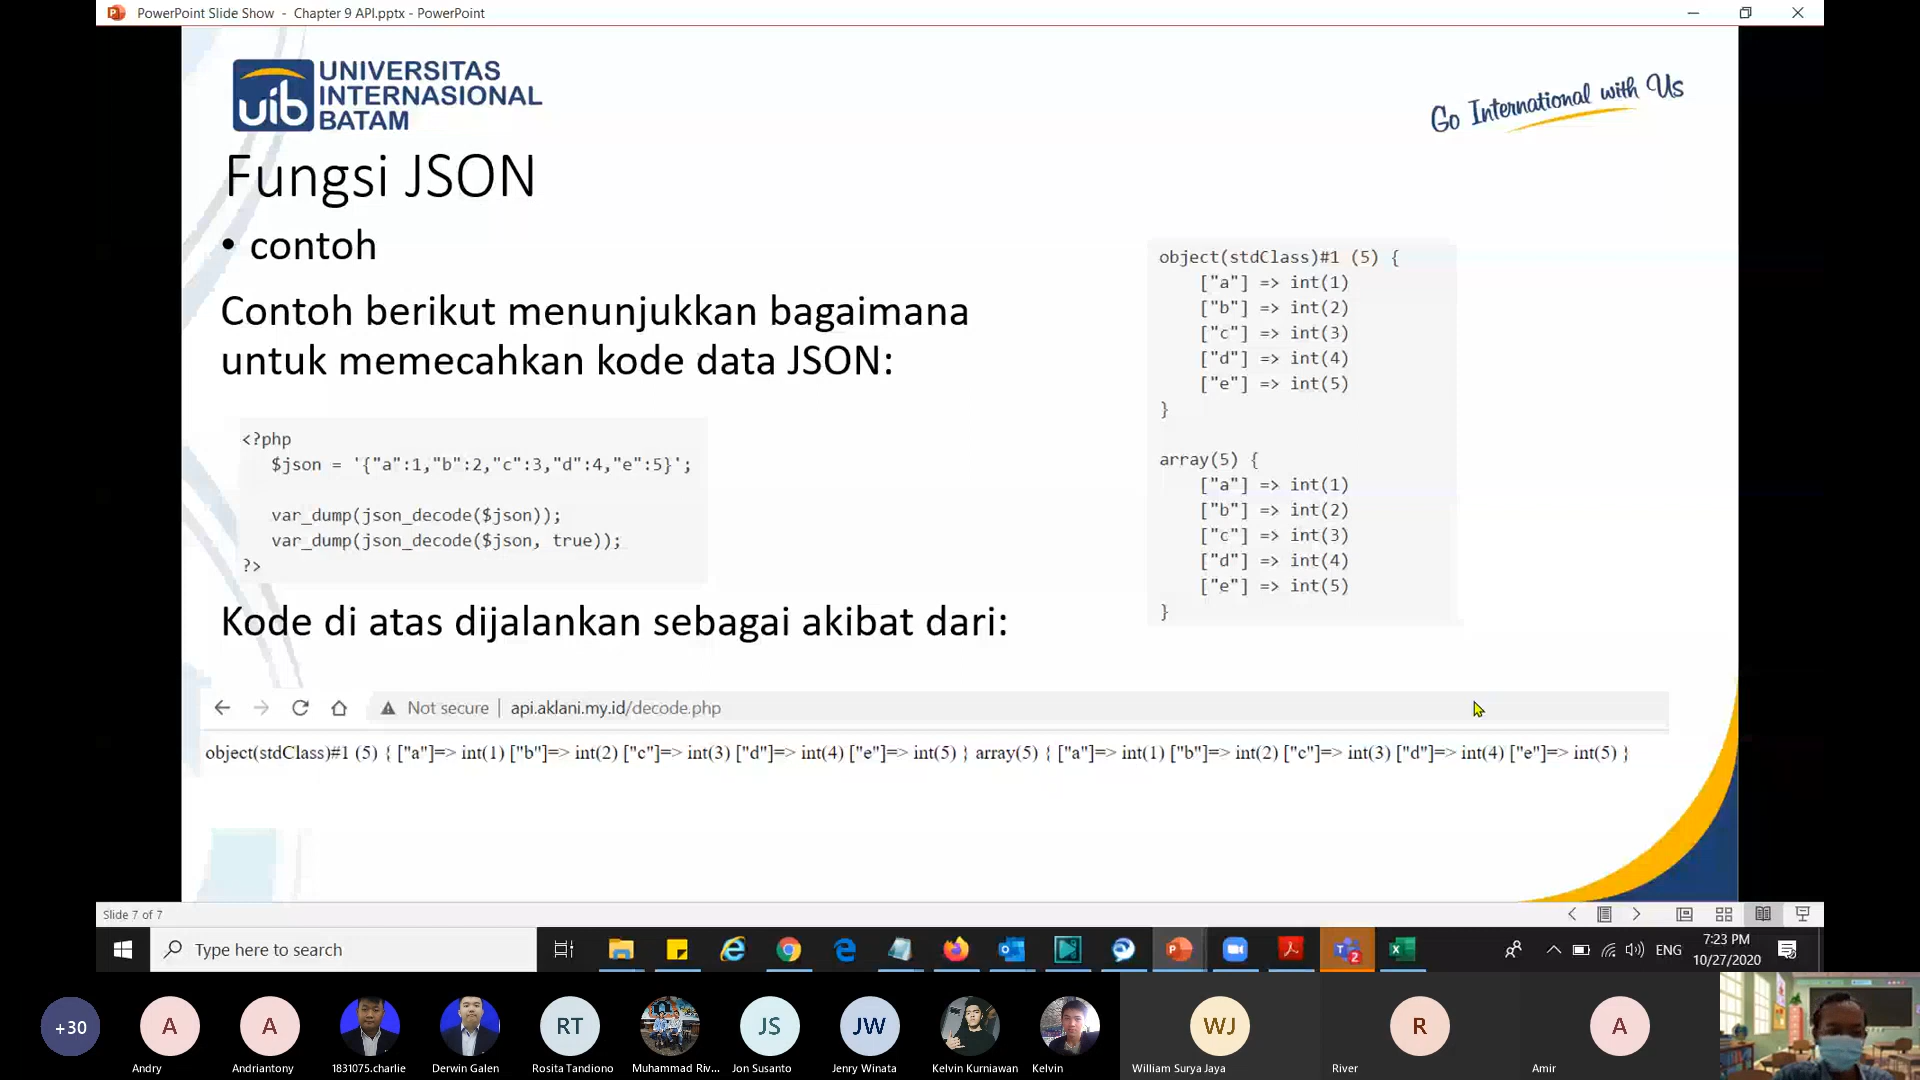 PowerPoint Slide Show - Chapter 9 API.pptx - PowerPoint
uib
UNIVERSITAS
INTERNASIONAL
BATAM
Go International with Us
Fungsi JSON
• contoh
Contoh berikut menunjukkan bagaimana
untuk memecahkan kode data JSON:
<?php
$json = '{"a":1,"b":2,"c":3,"d":4,"e":5}';
var_dump(json_decode($json));
var_dump(json_decode($json, true));
?>
Kode di atas dijalankan sebagai akibat dari:
object(stdClass)#1 (5) {
["a"] => int(1)
["b"] => int(2)
["c"] => int(3)
["d"] => int(4)
["e"] => int(5)
}
array(5) {
["a"] => int(1)
["b"] => int(2)
["c"] => int(3)
["d"] => int(4)
["e"] => int(5)
}
Not secure | api.aklani.my.id/decode.php
object(stdClass)#1 (5) { ["a"]=> int(1) ["b"]=> int(2) ["c"]=> int(3) ["d"]=> int(4) ["e"]=> int(5) } array(5) { ["a"]=> int(1) ["b"]=> int(2) ["c"]=> int(3) ["d"]=> int(4) ["e"]=> int(5) }
Slide 7 of 7
Type here to search
2
ENG
7:23 PM
10/27/2020
+30
A
A
RT
JS
JW
WJ
R
A
Andry
Andriantony
1831075.charlie
Derwin Galen
Rosita Tandiono
Muhammad Riv...
Jon Susanto
Jenry Winata
Kelvin Kurniawan
Kelvin
William Surya Jaya
River
Amir